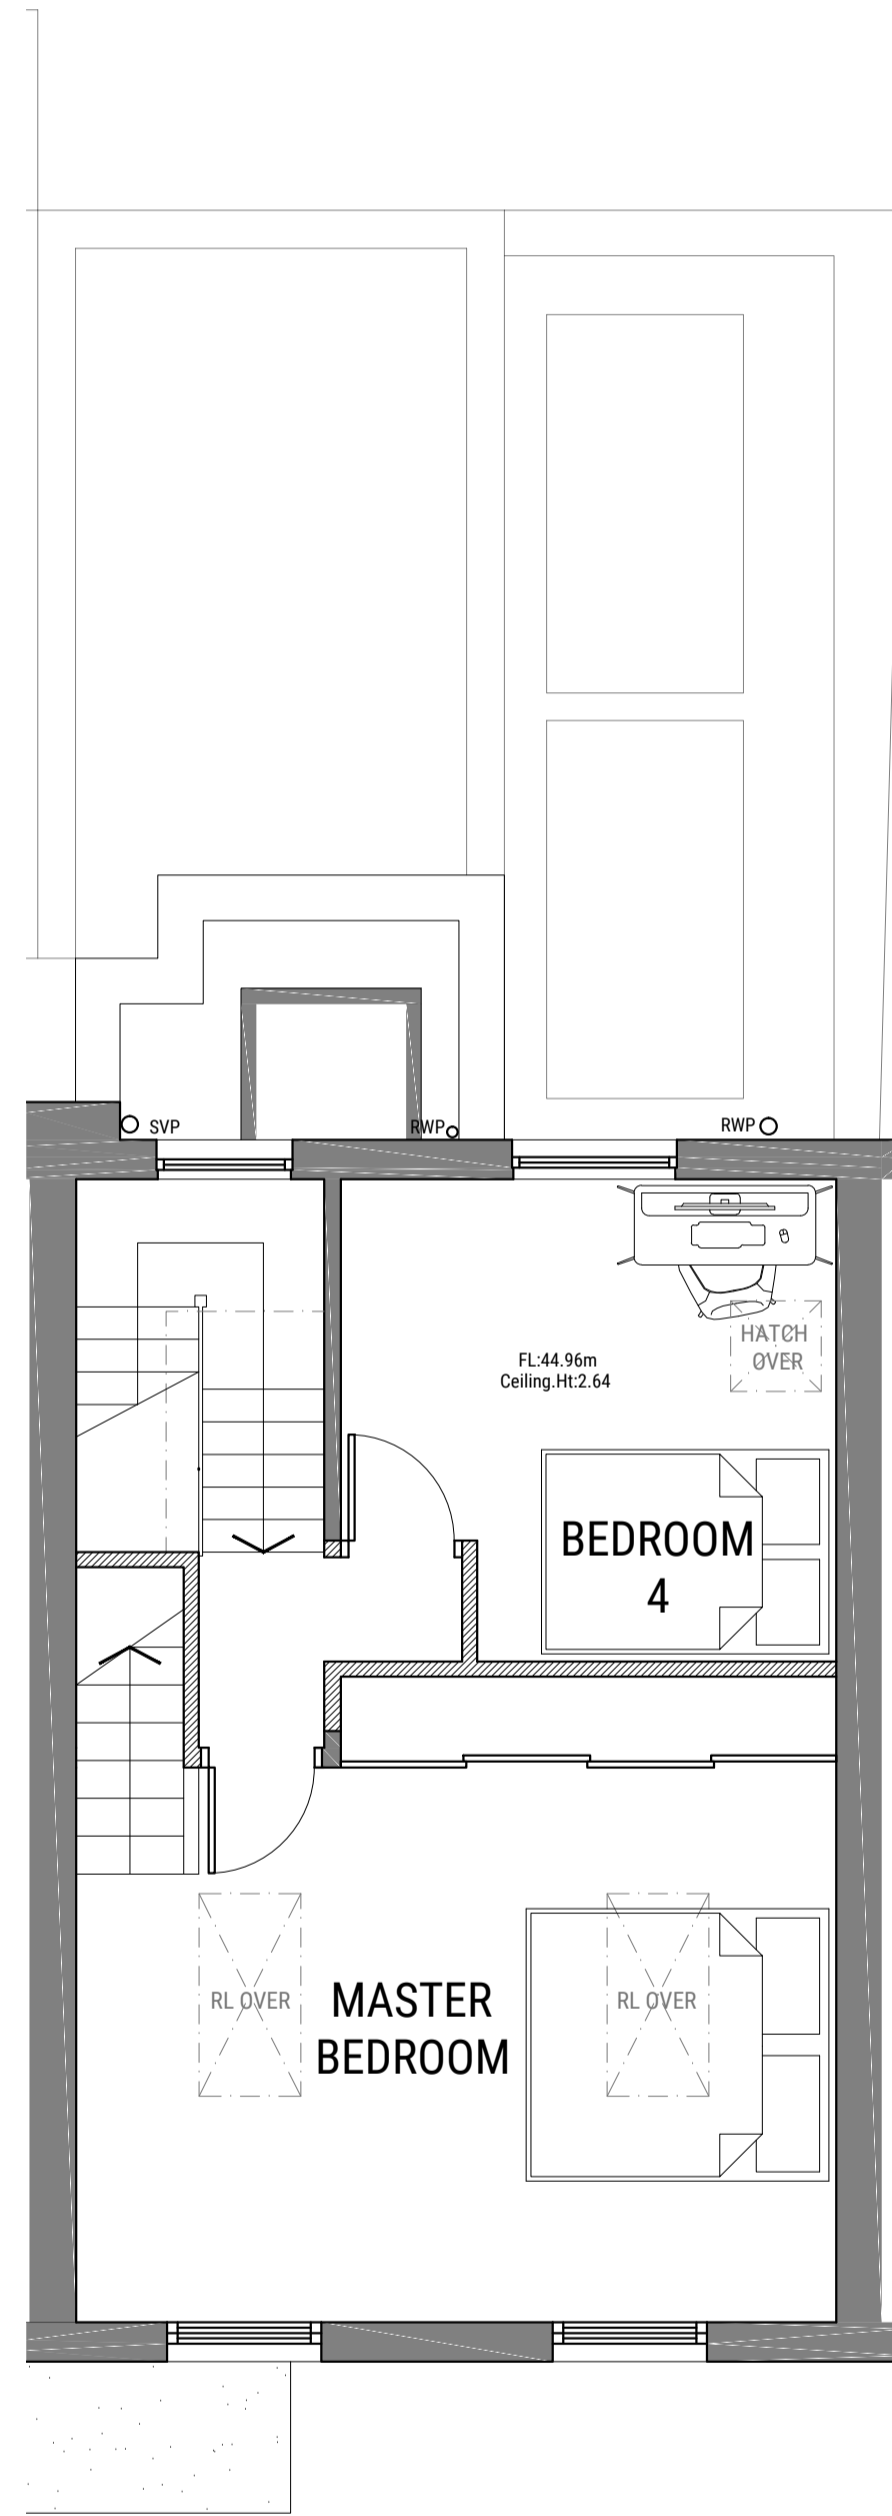 SVP
RWP
RWP
HATCH
OVER
FL:44.96m
Ceiling.Ht:2.64
BEDROOM
4
RL OVER
MASTER
BEDROOM
RL OVER